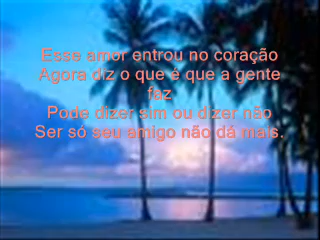 Esse amor entrou no coração
Agora diz o que é que a gente
faz
Pode dizer sim ou dizer não
Ser só seu amigo não dá mais.